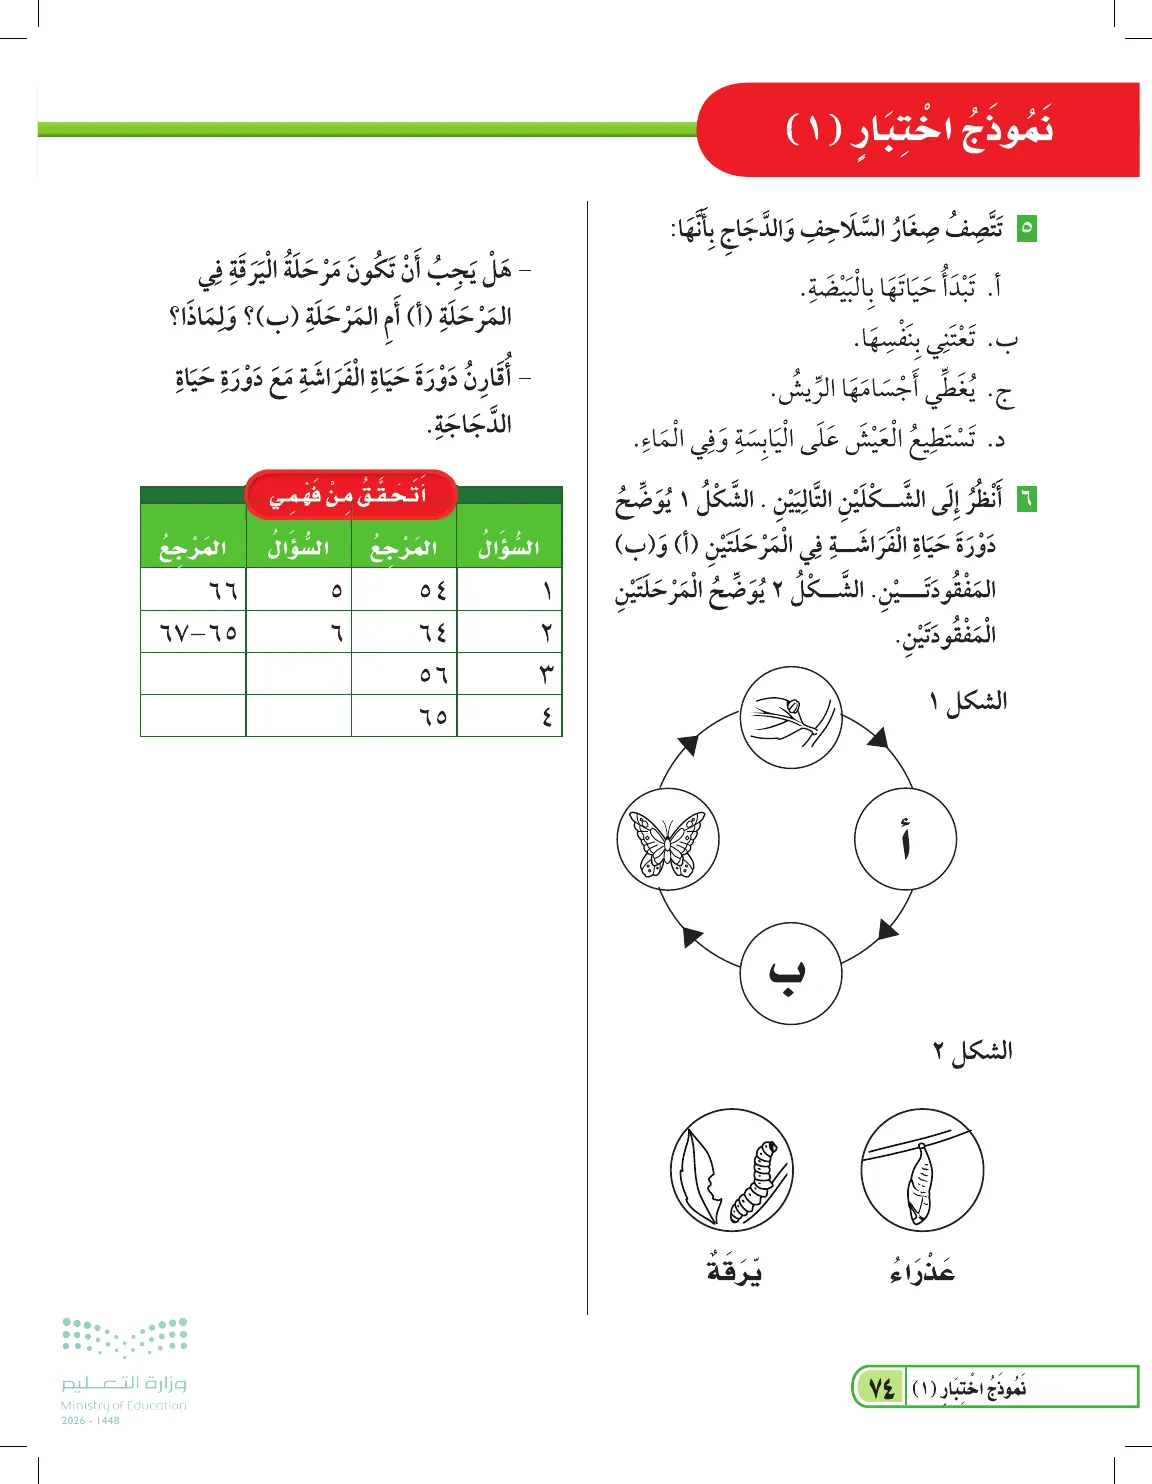 نَمُوذَجُ اخْتِبَارٍ (١)
٥ تَتَّصِفُ صِغَارُ السَّلَاحِفِ وَالدَّجَاجِ بِأَنَّهَا:
أ. تَبْدَأُ حَيَاتَهَا بِالْبَيْضَةِ.
ب. تَعْتَنِي بِنَفْسِهَا.
ج. يُغَطِّي أَجْسَامَهَا الرِّيشُ.
د. تَسْتَطِيعُ الْعَيْشَ عَلَى الْيَابِسَةِ وَفِي الْمَاءِ.
٦ أَنْظُرُ إِلَى الشَّكْلَيْنِ التَّالِيَيْنِ . الشَّكْلُ ١ يُوَضِّحُ
دَوْرَةَ حَيَاةِ الْفَرَاشَةِ فِي الْمَرْحَلَتَيْنِ (أ) وَ(ب)
المَفْقُودَتَيْنِ. الشَّكْلُ ٢ يُوَضِّحُ الْمَرْحَلَتَيْنِ
الْمَفْقُودَتَيْنِ.
الشكل ١
أ
ب
الشكل ٢
عَذْرَاءُ
يَرَقَةٌ
– هَلْ يَجِبُ أَنْ تَكُونَ مَرْحَلَةُ الْيَرَقَةِ فِي
المَرْحَلَةِ (أ) أَمِ المَرْحَلَةِ (ب)؟ وَلِمَاذَا؟
– أُقَارِنُ دَوْرَةَ حَيَاةِ الْفَرَاشَةِ مَعَ دَوْرَةِ حَيَاةِ
الدَّجَاجَةِ.
أَتَحَقَّقُ مِنْ فَهْمِي
السُّؤَالُ المَرْجِعُ السُّؤَالُ المَرْجِعُ
١ ٥٤ ٥ ٦٦
٢ ٦٤ ٦ ٦٥–٦٧
٣ ٥٦
٤ ٦٥
وزارة التعليم
Ministry of Education
2026 - 1448
نَمُوذَجُ اخْتِبَارٍ (١) ٧٤